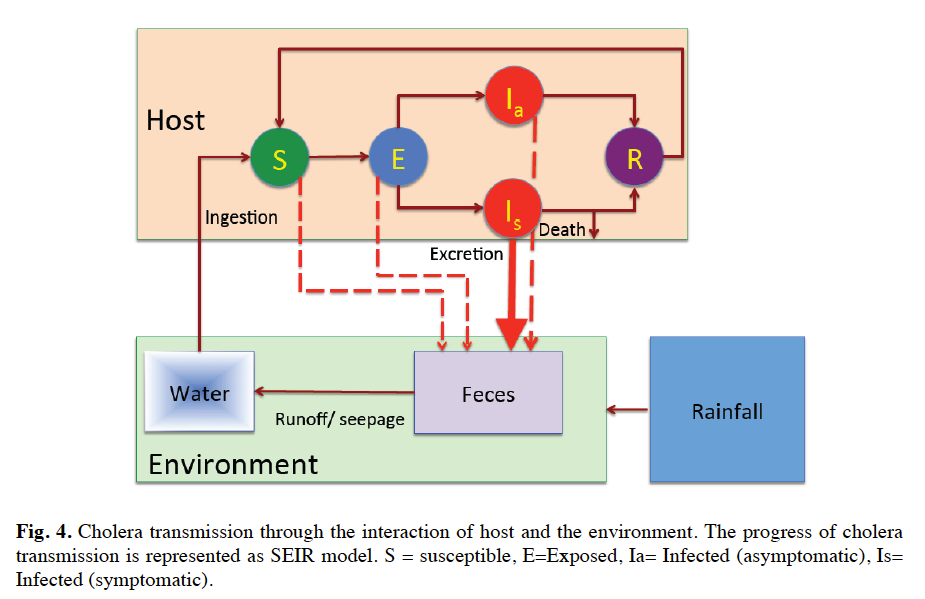 Host
S
E
Ia
Is
R
Ingestion
Death
Excretion
Water
Feces
Rainfall
Runoff/ seepage
Environment
Fig. 4. Cholera transmission through the interaction of host and the environment. The progress of cholera
transmission is represented as SEIR model. S = susceptible, E=Exposed, Ia= Infected (asymptomatic), Is=
Infected (symptomatic).